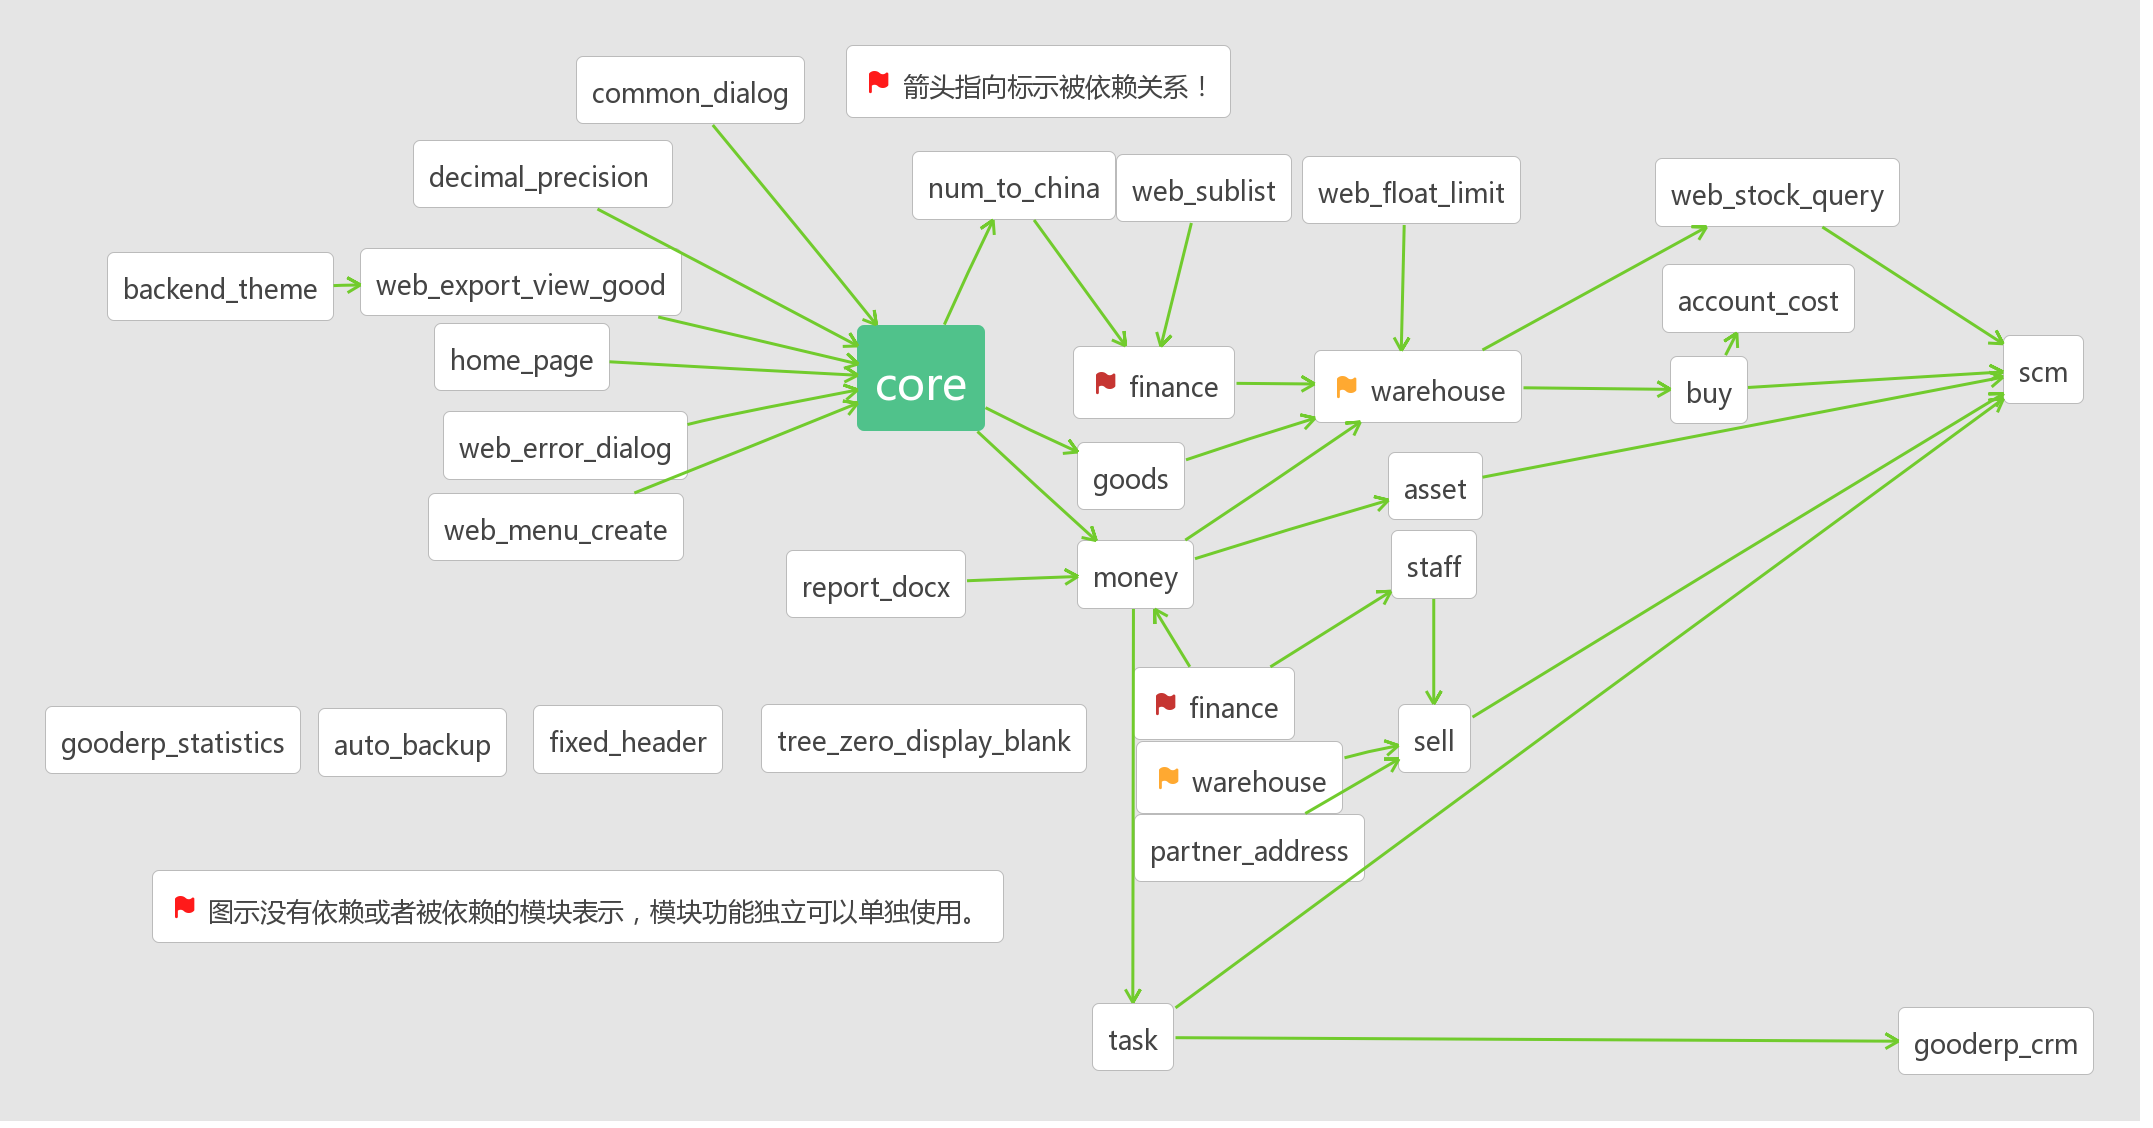 common_dialog
箭头指向标示被依赖关系！
decimal_precision
num_to_china
web_sublist
web_float_limit
web_stock_query
backend_theme
web_export_view_good
account_cost
home_page
core
finance
warehouse
buy
scm
web_error_dialog
goods
asset
web_menu_create
report_docx
money
staff
finance
gooderp_statistics
auto_backup
fixed_header
tree_zero_display_blank
sell
warehouse
partner_address
图示没有依赖或者被依赖的模块表示，模块功能独立可以单独使用。
task
gooderp_crm